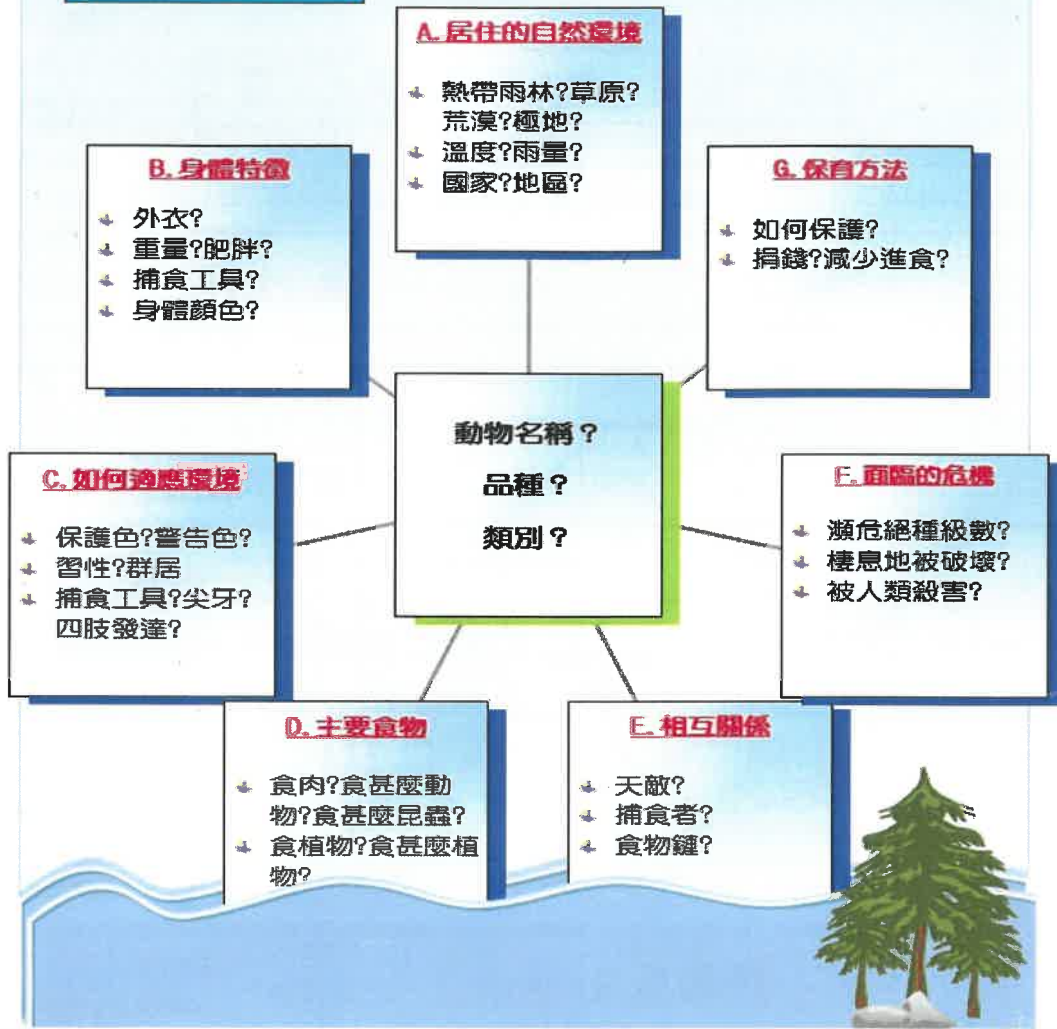 A. 居住的自然環境
熱帶雨林?草原?
荒漠?極地?
溫度?雨量?
國家?地區?
B. 身體特徵
外衣?
重量?肥胖?
捕食工具?
身體顏色?
G. 保育方法
如何保護?
捐錢?減少進食?
動物名稱?
品種?
類別?
C. 如何適應環境
保護色?警告色?
習性?群居
捕食工具?尖牙?
四肢發達?
F. 面臨的危機
瀕危絕種級數?
棲息地被破壞?
被人類殺害?
D. 主要食物
食肉?食甚麼動
物?食甚麼昆蟲?
食植物?食甚麼植
物?
E. 相互關係
天敵?
捕食者?
食物鏈?